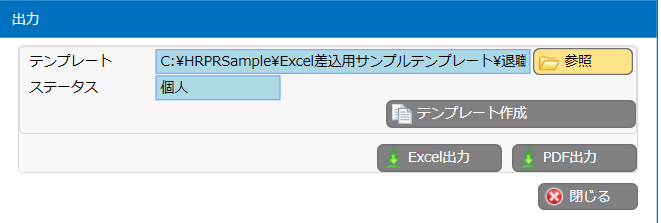 出力
テンプレート C:¥HRPRSample¥Excel差込用サンプルテンプレート¥退職 参照
ステータス 個人
テンプレート作成
Excel出力 PDF出力
閉じる